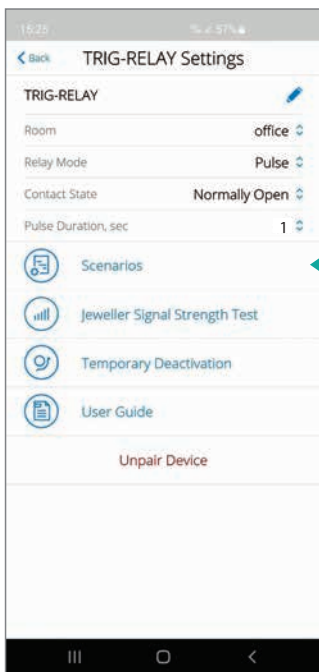 15:25 57%
Back TRIG-RELAY Settings
TRIG-RELAY
Room office
Relay Mode Pulse
Contact State Normally Open
Pulse Duration, sec 1
Scenarios
Jeweller Signal Strength Test
Temporary Deactivation
User Guide
Unpair Device